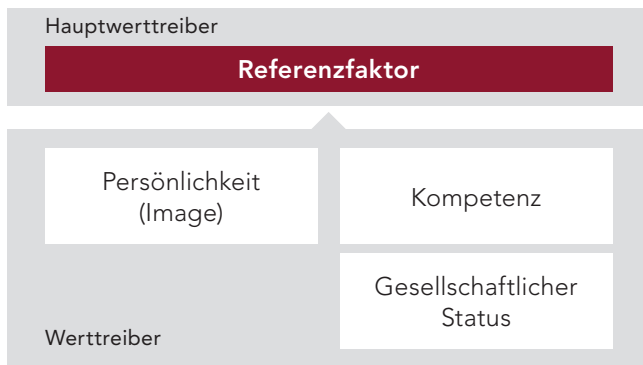 Hauptwerttreiber
Referenzfaktor
Persönlichkeit
(Image)
Kompetenz
Gesellschaftlicher
Status
Werttreiber